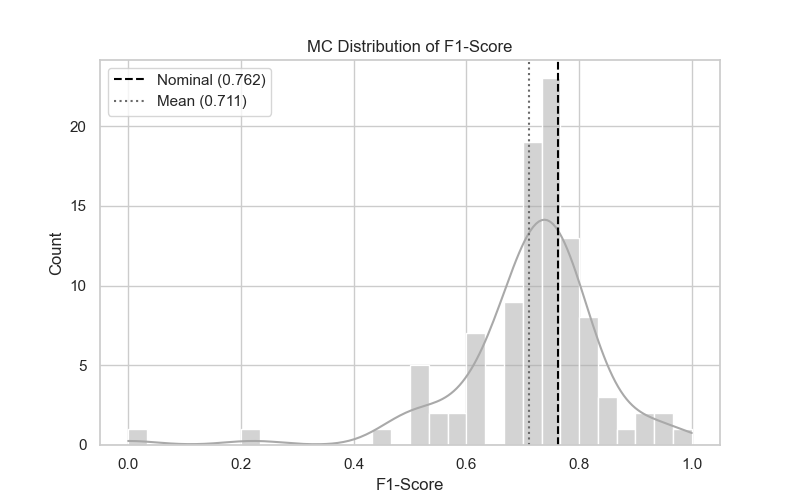 MC Distribution of F1-Score
Nominal (0.762)
Mean (0.711)
20
15
10
5
0
Count
0.0 0.2 0.4 0.6 0.8 1.0
F1-Score